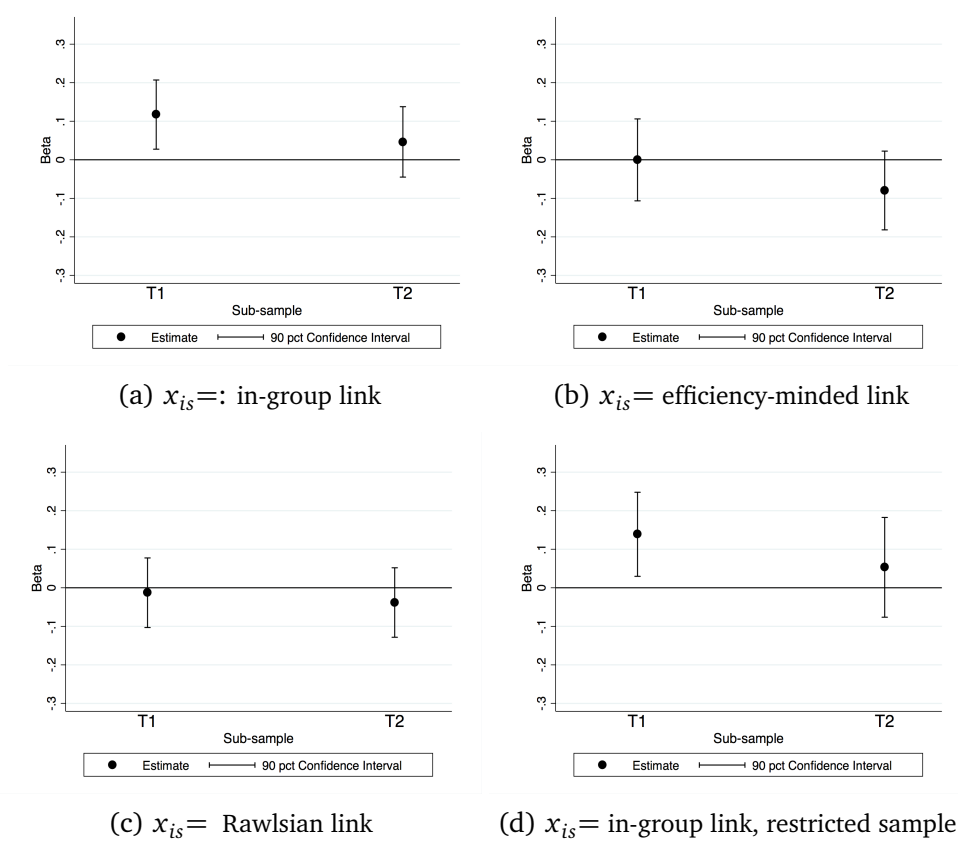 .3
.2
.1
0
-.1
-.2
-.3
Beta
T1 T2
Sub-sample
Estimate 90 pct Confidence Interval
(a) x_is =: in-group link
.3
.2
.1
0
-.1
-.2
-.3
Beta
T1 T2
Sub-sample
Estimate 90 pct Confidence Interval
(b) x_is = efficiency-minded link
.3
.2
.1
0
-.1
-.2
-.3
Beta
T1 T2
Sub-sample
Estimate 90 pct Confidence Interval
(c) x_is = Rawlsian link
.3
.2
.1
0
-.1
-.2
-.3
Beta
T1 T2
Sub-sample
Estimate 90 pct Confidence Interval
(d) x_is = in-group link, restricted sample